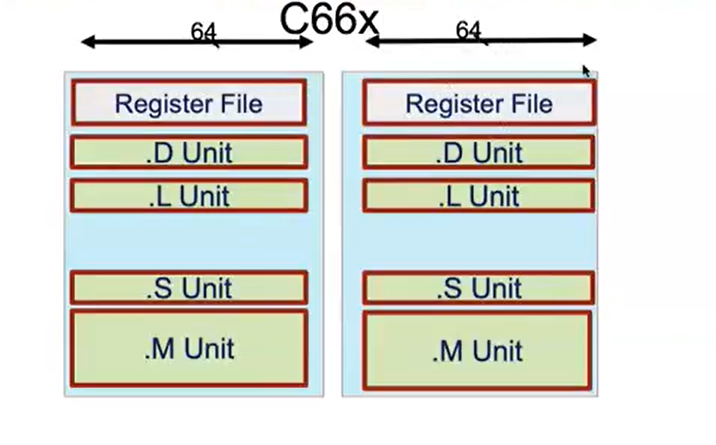 C66x
64 64
Register File Register File
.D Unit .D Unit
.L Unit .L Unit
.S Unit .S Unit
.M Unit .M Unit